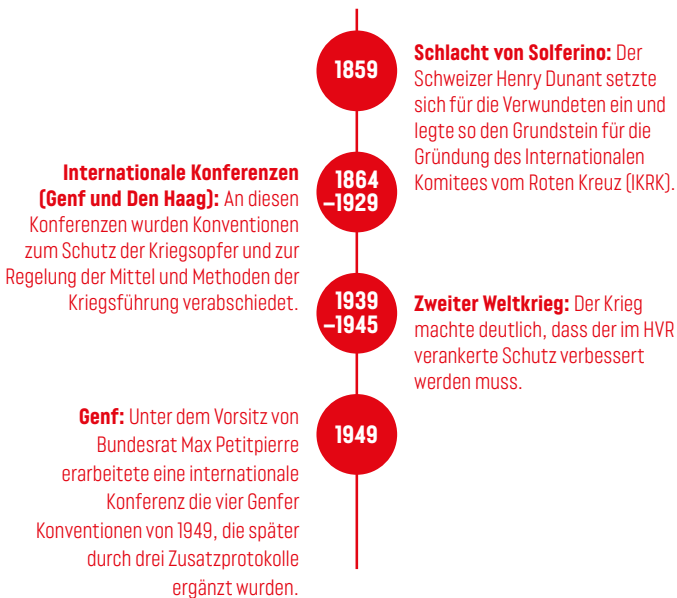 1859
Schlacht von Solferino: Der
Schweizer Henry Dunant setzte
sich für die Verwundeten ein und
legte so den Grundstein für die
Gründung des Internationalen
Komitees vom Roten Kreuz (IKRK).
1864
–1929
Internationale Konferenzen
(Genf und Den Haag): An diesen
Konferenzen wurden Konventionen
zum Schutz der Kriegsopfer und zur
Regelung der Mittel und Methoden der
Kriegsführung verabschiedet.
1939
–1945
Zweiter Weltkrieg: Der Krieg
machte deutlich, dass der im HVR
verankerte Schutz verbessert
werden muss.
1949
Genf: Unter dem Vorsitz von
Bundesrat Max Petitpierre
erarbeitete eine internationale
Konferenz die vier Genfer
Konventionen von 1949, die später
durch drei Zusatzprotokolle
ergänzt wurden.